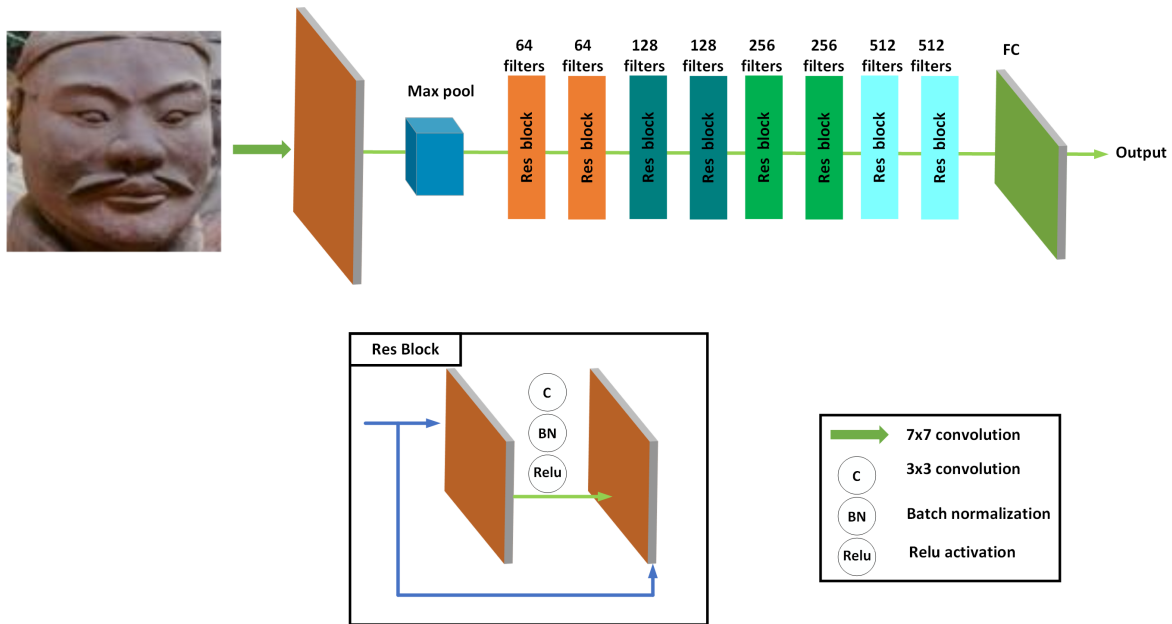 64 filters
64 filters
128 filters
128 filters
256 filters
256 filters
512 filters
512 filters
FC
Max pool
Res block
Res block
Res block
Res block
Res block
Res block
Res block
Res block
Output
Res Block
C
BN
Relu
7x7 convolution
C
3x3 convolution
BN
Batch normalization
Relu
Relu activation